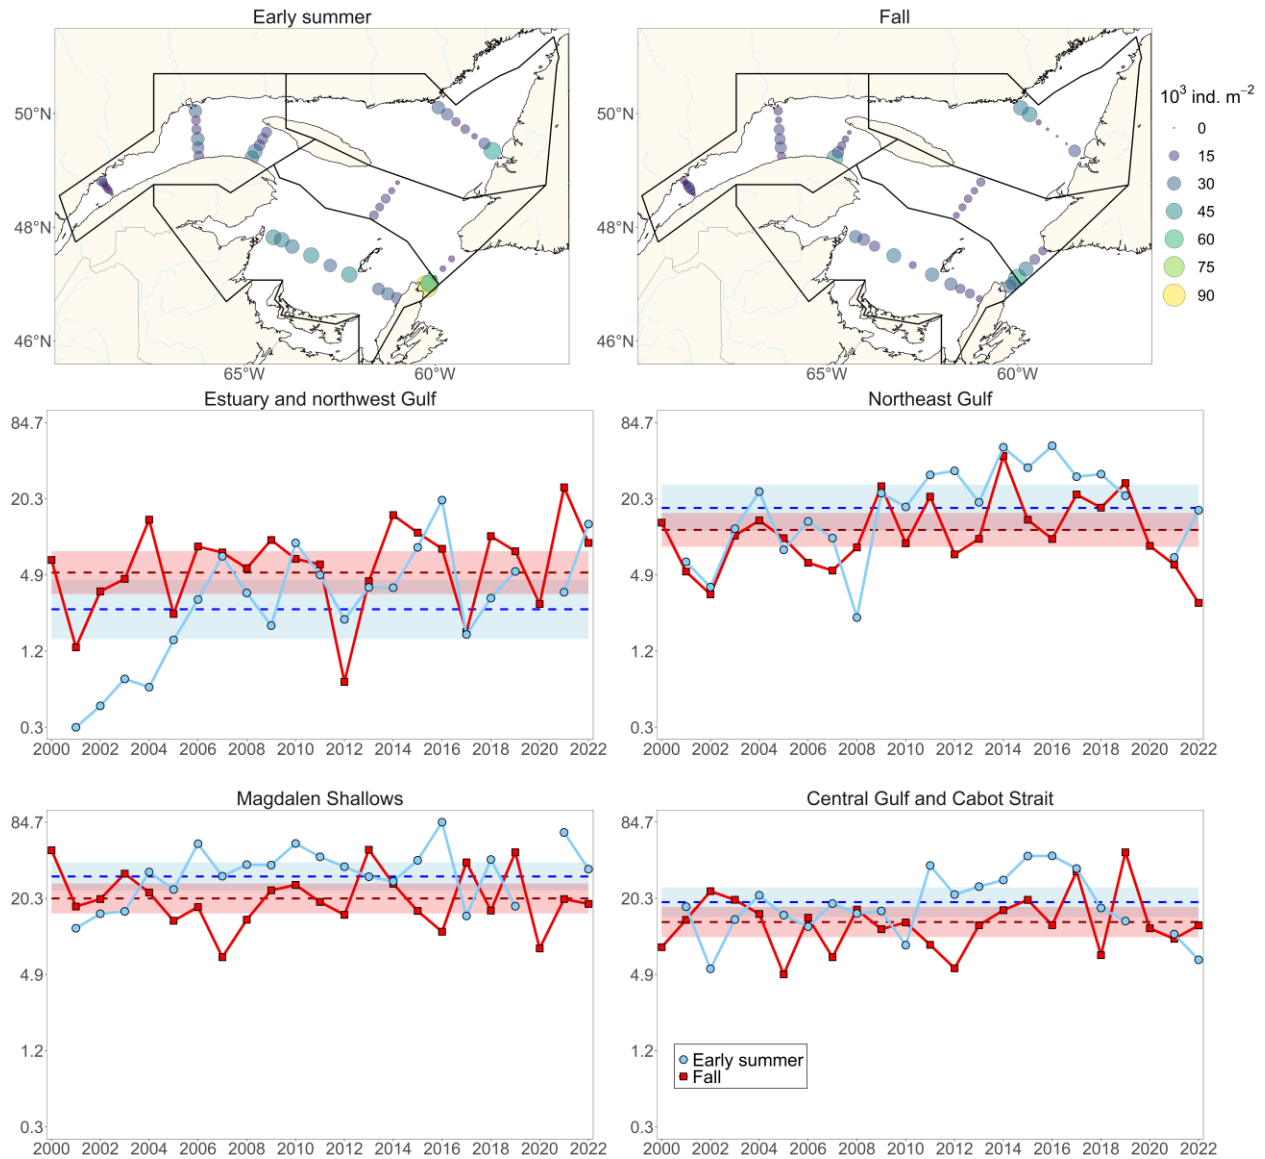 Early summer
Fall
50°N
48°N
46°N
65°W
60°W
50°N
48°N
46°N
65°W
60°W
10³ ind. m⁻²
0
15
30
45
60
75
90
Estuary and northwest Gulf
84.7
20.3
4.9
1.2
0.3
2000 2002 2004 2006 2008 2010 2012 2014 2016 2018 2020 2022
Northeast Gulf
84.7
20.3
4.9
1.2
0.3
2000 2002 2004 2006 2008 2010 2012 2014 2016 2018 2020 2022
Magdalen Shallows
84.7
20.3
4.9
1.2
0.3
2000 2002 2004 2006 2008 2010 2012 2014 2016 2018 2020 2022
Central Gulf and Cabot Strait
84.7
20.3
4.9
1.2
0.3
Early summer
Fall
2000 2002 2004 2006 2008 2010 2012 2014 2016 2018 2020 2022